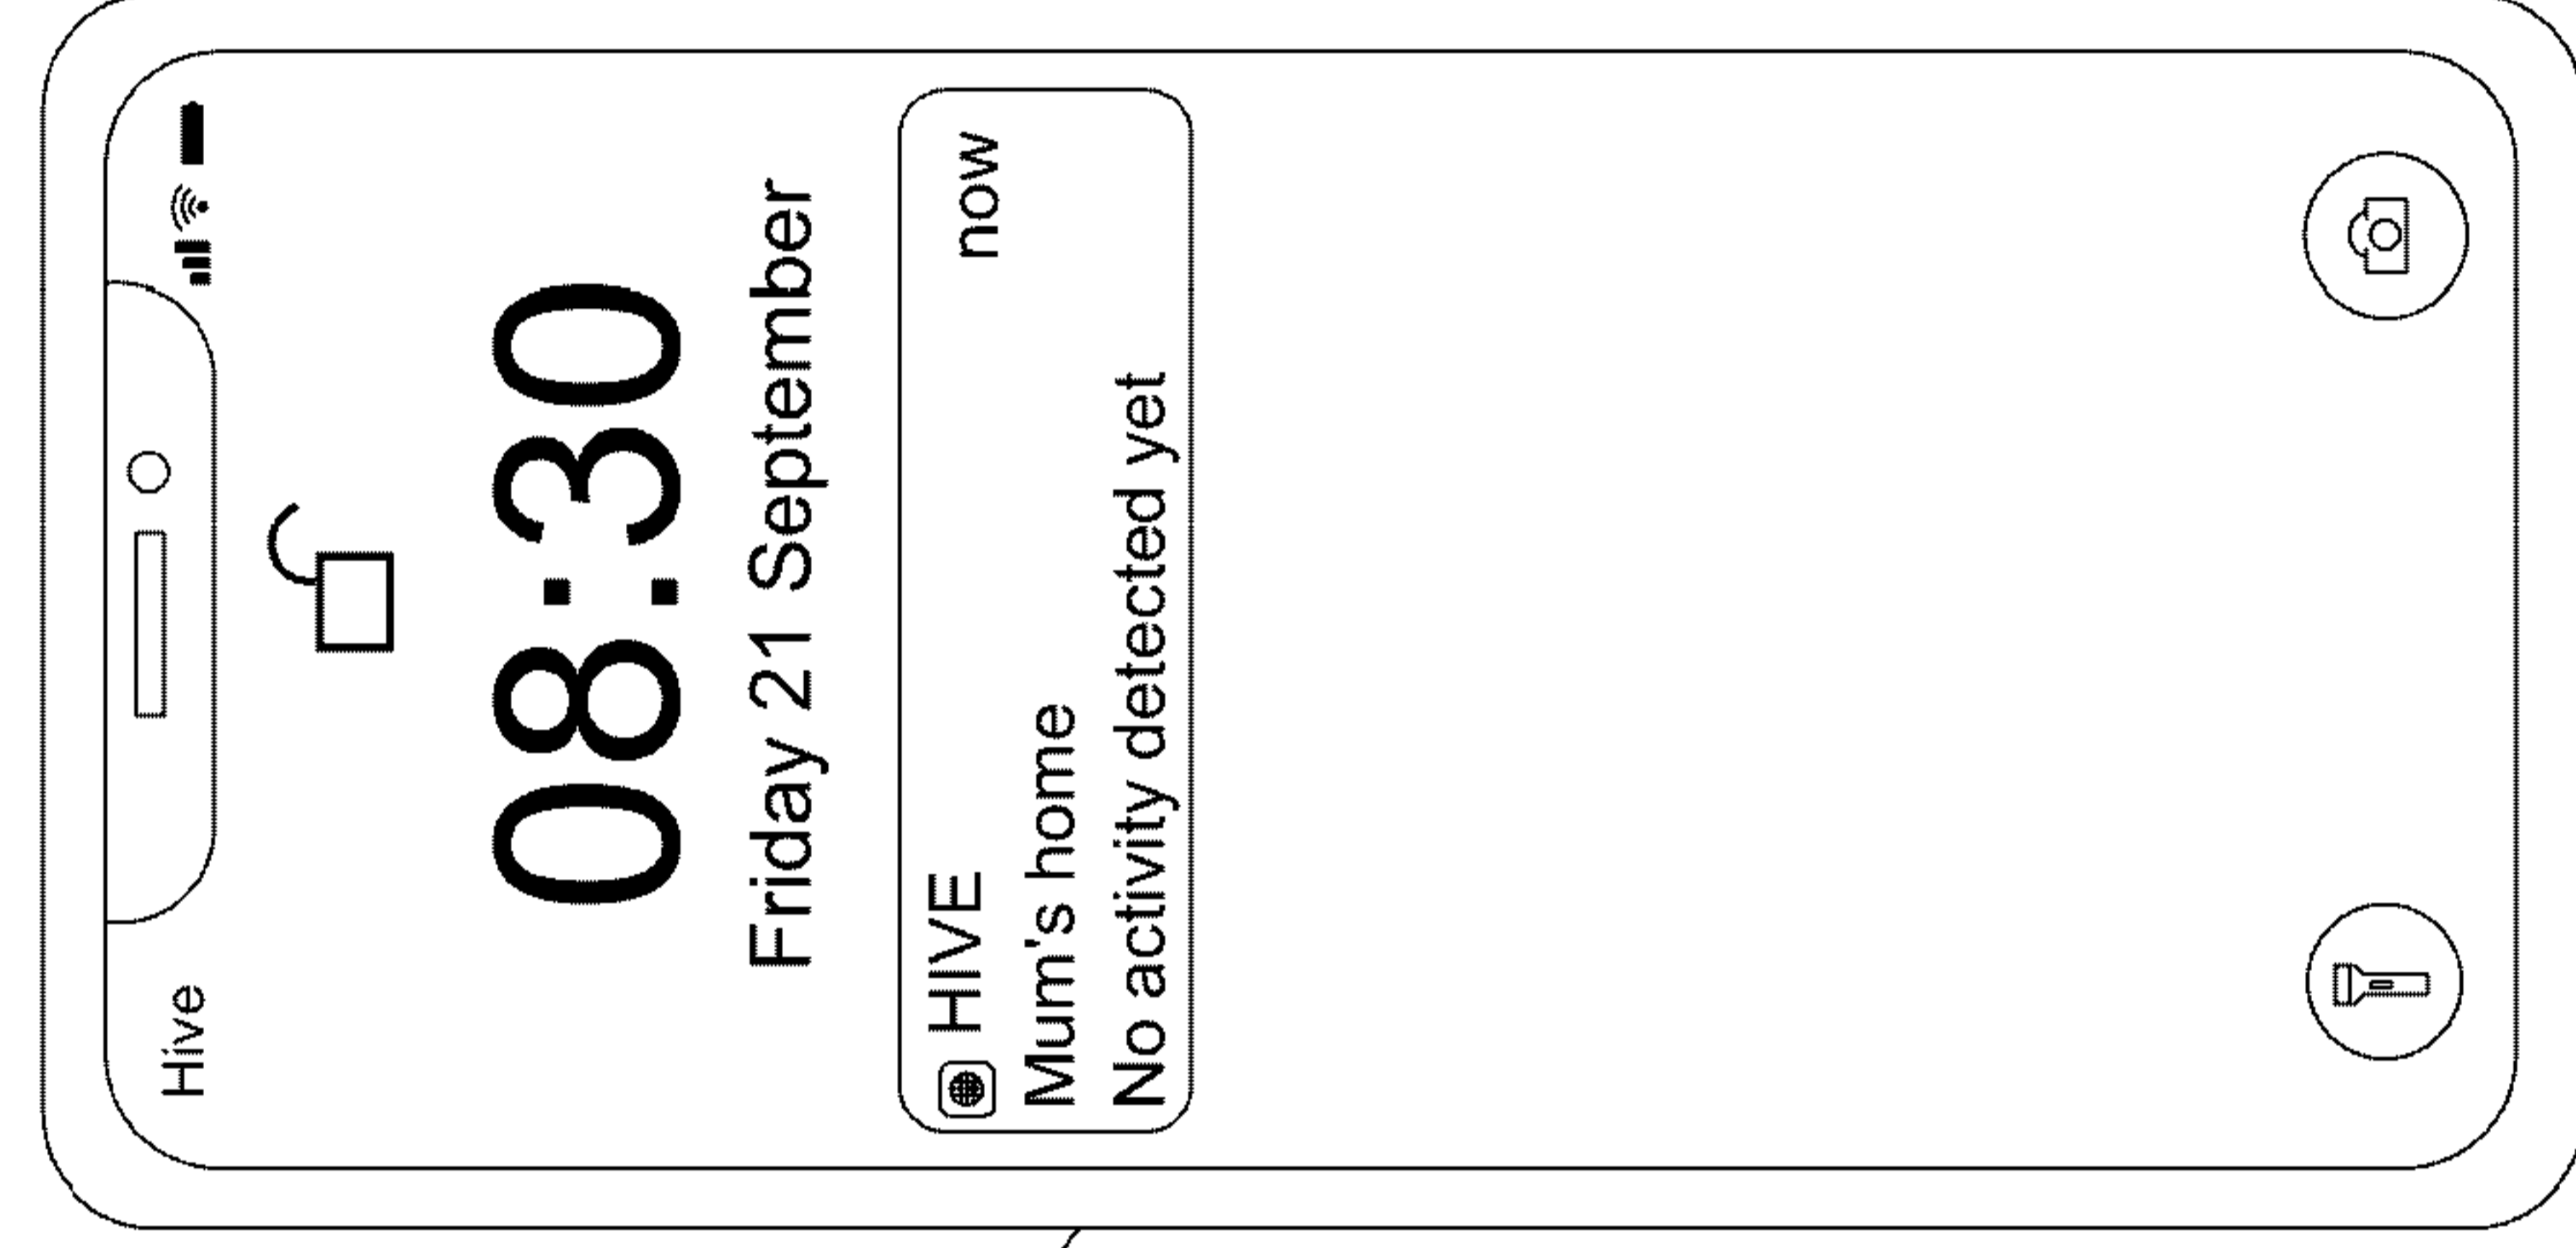 Hive
08:30
Friday 21 September
HIVE now
Mum's home
No activity detected yet